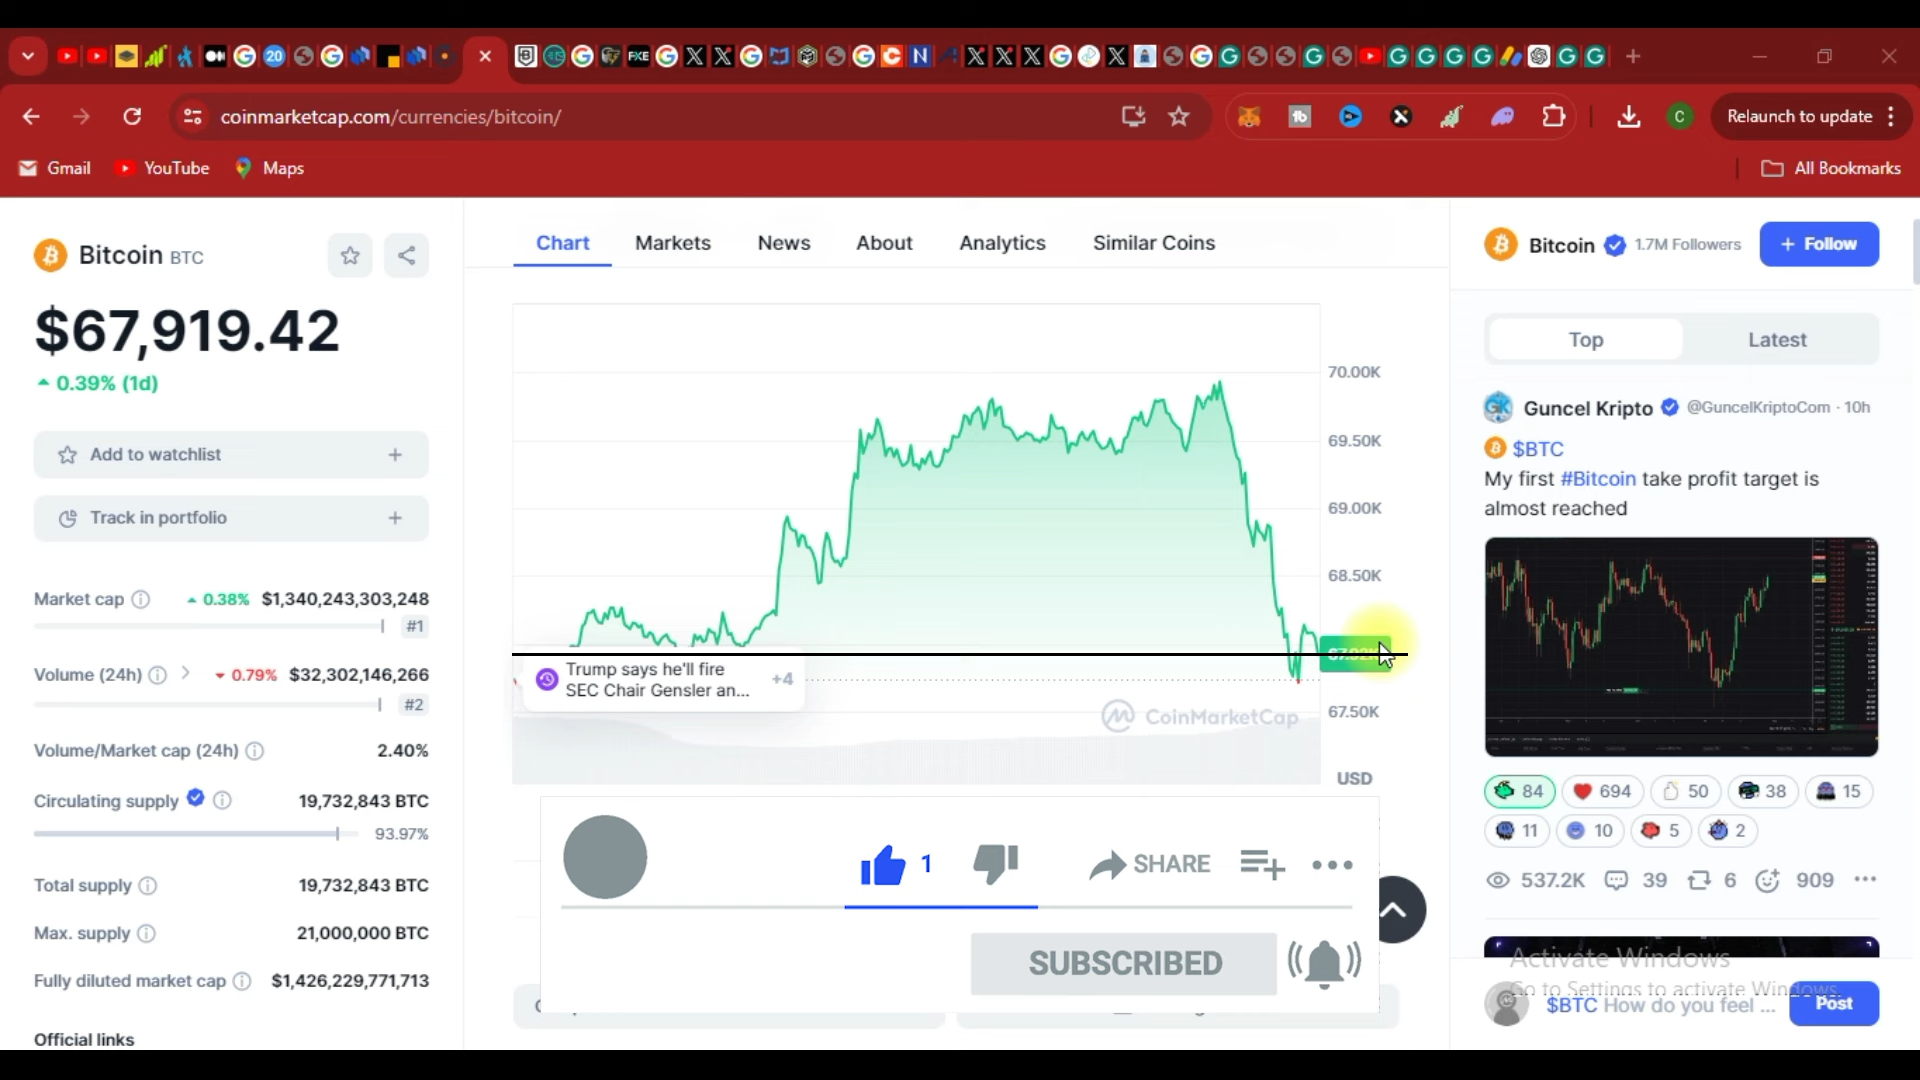 20
FXE
coinmarketcap.com/currencies/bitcoin/
Relaunch to update
Gmail
YouTube
Maps
All Bookmarks
Bitcoin BTC
$67,919.42
0.39% (1d)
Add to watchlist
Track in portfolio
Market cap 0.38% $1,340,243,303,248
#1
Volume (24h) 0.79% $32,302,146,266
#2
Volume/Market cap (24h) 2.40%
Circulating supply 19,732,843 BTC
93.97%
Total supply 19,732,843 BTC
Max. supply 21,000,000 BTC
Fully diluted market cap $1,426,229,771,713
Official links
Chart Markets News About Analytics Similar Coins
70.00K
69.50K
69.00K
68.50K
67.50K
USD
Trump says he'll fire
SEC Chair Gensler an...
+4
CoinMarketCap
1
SHARE
SUBSCRIBED
Bitcoin 1.7M Followers
+ Follow
Top Latest
Guncel Kripto @GuncelKriptoCom · 10h
$BTC
My first #Bitcoin take profit target is
almost reached
84 694 50 38 15
11 10 5 2
537.2K 39 6 909
Activate Windows
Go to Settings to activate Windows.
$BTC How do you feel ...
Post